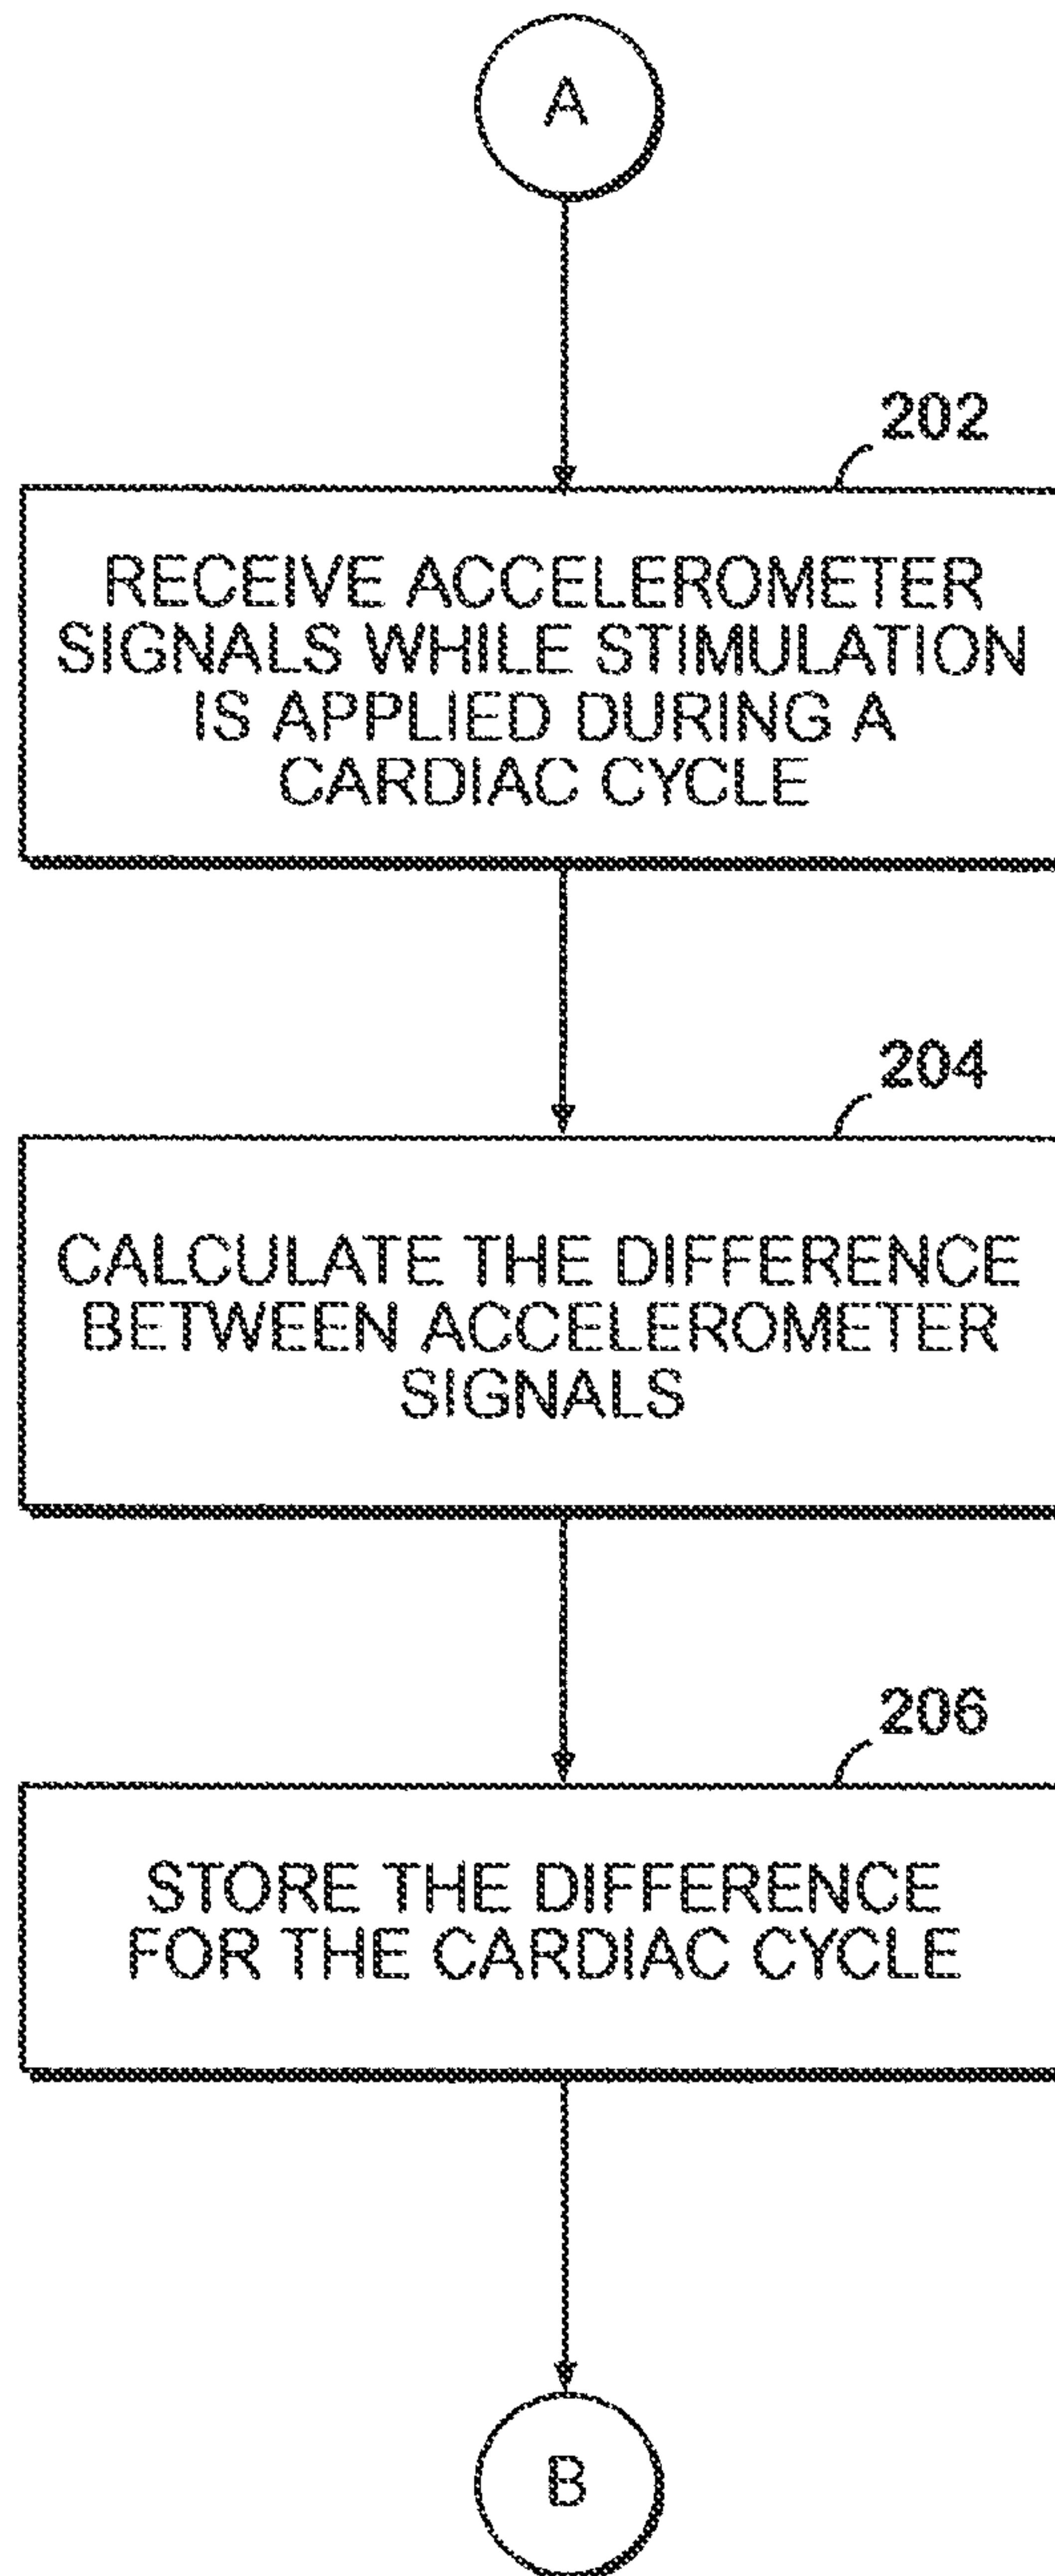 A
202
RECEIVE ACCELEROMETER
SIGNALS WHILE STIMULATION
IS APPLIED DURING A
CARDIAC CYCLE
204
CALCULATE THE DIFFERENCE
BETWEEN ACCELEROMETER
SIGNALS
206
STORE THE DIFFERENCE
FOR THE CARDIAC CYCLE
B